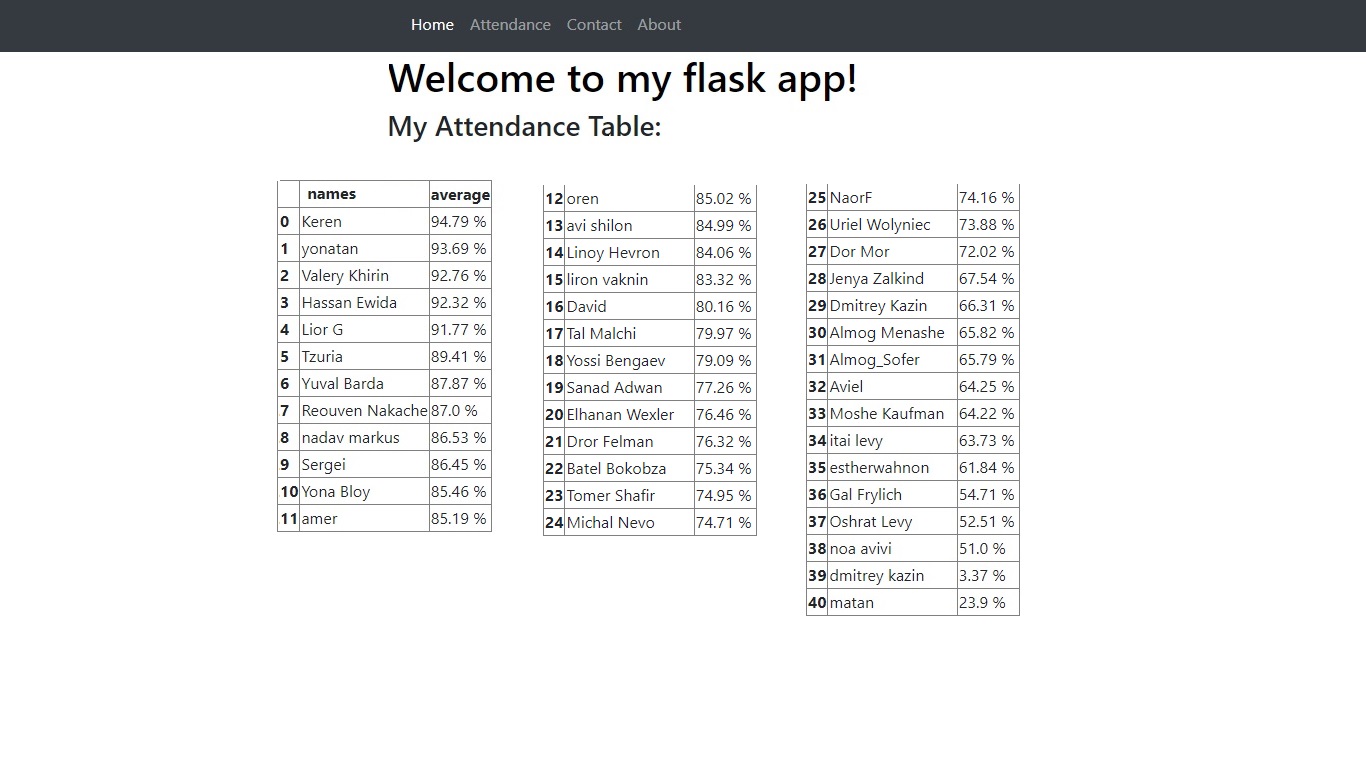 Home Attendance Contact About
Welcome to my flask app!
My Attendance Table:
names average
0 Keren 94.79 %
1 yonatan 93.69 %
2 Valery Khirin 92.76 %
3 Hassan Ewida 92.32 %
4 Lior G 91.77 %
5 Tzuria 89.41 %
6 Yuval Barda 87.87 %
7 Reouven Nakache 87.0 %
8 nadav markus 86.53 %
9 Sergei 86.45 %
10 Yona Bloy 85.46 %
11 amer 85.19 %
12 oren 85.02 %
13 avi shilon 84.99 %
14 Linoy Hevron 84.06 %
15 liron vaknin 83.32 %
16 David 80.16 %
17 Tal Malchi 79.97 %
18 Yossi Bengaev 79.09 %
19 Sanad Adwan 77.26 %
20 Elhanan Wexler 76.46 %
21 Dror Felman 76.32 %
22 Batel Bokobza 75.34 %
23 Tomer Shafir 74.95 %
24 Michal Nevo 74.71 %
25 NaorF 74.16 %
26 Uriel Wolyniec 73.88 %
27 Dor Mor 72.02 %
28 Jenya Zalkind 67.54 %
29 Dmitrey Kazin 66.31 %
30 Almog Menashe 65.82 %
31 Almog_Sofer 65.79 %
32 Aviel 64.25 %
33 Moshe Kaufman 64.22 %
34 itai levy 63.73 %
35 estherwahnon 61.84 %
36 Gal Frylich 54.71 %
37 Oshrat Levy 52.51 %
38 noa avivi 51.0 %
39 dmitrey kazin 3.37 %
40 matan 23.9 %